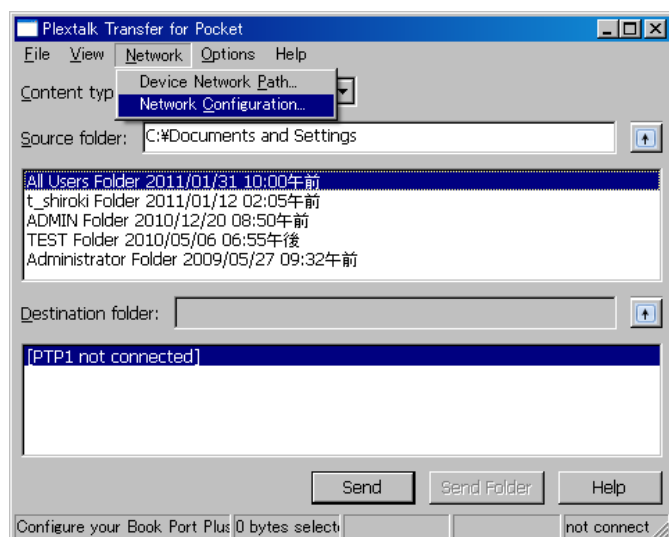 Plextalk Transfer for Pocket
File View Network Options Help
Device Network Path...
Network Configuration...
Content typ
Source folder: C:¥Documents and Settings
All Users Folder 2011/01/31 10:00午前
t_shiroki Folder 2011/01/12 02:05午前
ADMIN Folder 2010/12/20 08:50午前
TEST Folder 2010/05/06 06:55午後
Administrator Folder 2009/05/27 09:32午前
Destination folder:
[PTP1 not connected]
Send Send Folder Help
Configure your Book Port Plus 0 bytes select not connect